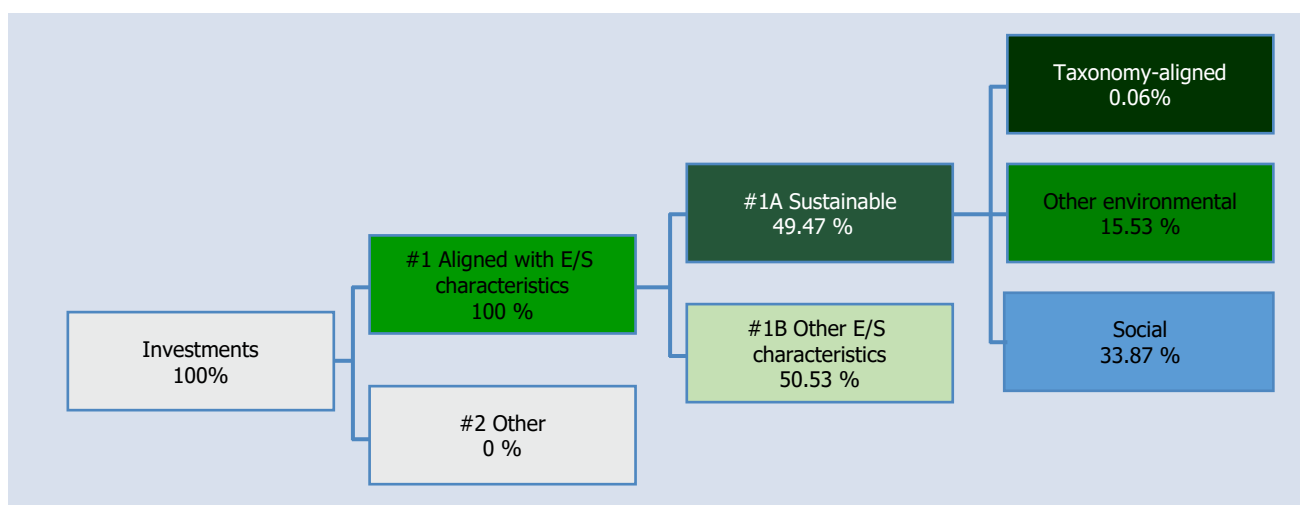 Investments
100%
#1 Aligned with E/S
characteristics
100 %
#2 Other
0 %
#1A Sustainable
49.47 %
#1B Other E/S
characteristics
50.53 %
Taxonomy-aligned
0.06%
Other environmental
15.53 %
Social
33.87 %